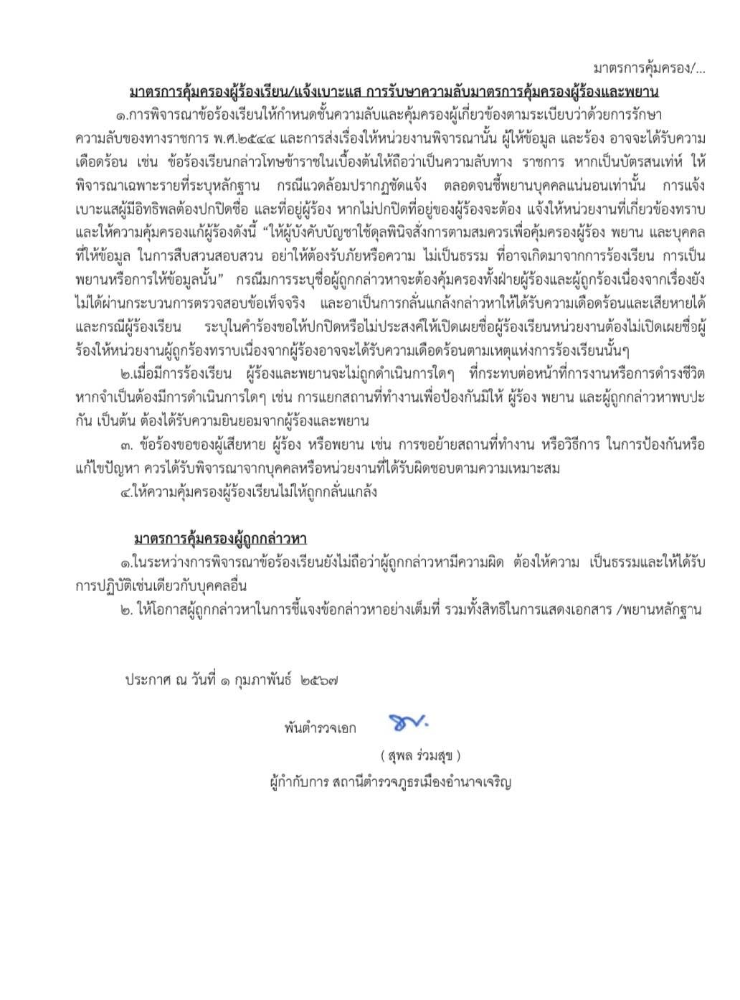 มาตรการคุ้มครอง/...
มาตรการคุ้มครองผู้ร้องเรียน/แจ้งเบาะแส การรับษาความลับมาตรการคุ้มครองผู้ร้องและพยาน
๑.การพิจารณาข้อร้องเรียนให้กำหนดชั้นความลับและคุ้มครองผู้เกี่ยวข้องตามระเบียบว่าด้วยการรักษา
ความลับของทางราชการ พ.ศ.๒๕๔๔ และการส่งเรื่องให้หน่วยงานพิจารณานั้น ผู้ให้ข้อมูล และร้อง อาจจะได้รับความ
เดือดร้อน เช่น ข้อร้องเรียนกล่าวโทษข้าราชในเบื้องต้นให้ถือว่าเป็นความลับทาง ราชการ หากเป็นบัตรสนเท่ห์ ให้
พิจารณาเฉพาะรายที่ระบุหลักฐาน กรณีแวดล้อมปรากฏชัดแจ้ง ตลอดจนชี้พยานบุคคลแน่นอนเท่านั้น การแจ้ง
เบาะแสผู้มีอิทธิพลต้องปกปิดชื่อ และที่อยู่ผู้ร้อง หากไม่ปกปิดที่อยู่ของผู้ร้องจะต้อง แจ้งให้หน่วยงานที่เกี่ยวข้องทราบ
และให้ความคุ้มครองแก้ผู้ร้องดังนี้ “ให้ผู้บังคับบัญชาใช้ดุลพินิจสั่งการตามสมควรเพื่อคุ้มครองผู้ร้อง พยาน และบุคคล
ที่ให้ข้อมูล ในการสืบสวนสอบสวน อย่าให้ต้องรับภัยหรือความ ไม่เป็นธรรม ที่อาจเกิดมาจากการร้องเรียน การเป็น
พยานหรือการให้ข้อมูลนั้น” กรณีมการระบุชื่อผู้ถูกกล่าวหาจะต้องคุ้มครองทั้งฝ่ายผู้ร้องและผู้ถูกร้องเนื่องจากเรื่องยัง
ไม่ได้ผ่านกระบวนการตรวจสอบข้อเท็จจริง และอาเป็นการกลั่นแกล้งกล่าวหาให้ได้รับความเดือดร้อนและเสียหายได้
และกรณีผู้ร้องเรียน ระบุในคำร้องขอให้ปกปิดหรือไม่ประสงค์ให้เปิดเผยชื่อผู้ร้องเรียนหน่วยงานต้องไม่เปิดเผยชื่อผู้
ร้องให้หน่วยงานผู้ถูกร้องทราบเนื่องจากผู้ร้องอาจจะได้รับความเดือดร้อนตามเหตุแห่งการร้องเรียนนั้นๆ
๒.เมื่อมีการร้องเรียน ผู้ร้องและพยานจะไม่ถูกดำเนินการใดๆ ที่กระทบต่อหน้าที่การงานหรือการดำรงชีวิต
หากจำเป็นต้องมีการดำเนินการใดๆ เช่น การแยกสถานที่ทำงานเพื่อป้องกันมิให้ ผู้ร้อง พยาน และผู้ถูกกล่าวหาพบปะ
กัน เป็นต้น ต้องได้รับความยินยอมจากผู้ร้องและพยาน
๓. ข้อร้องขอของผู้เสียหาย ผู้ร้อง หรือพยาน เช่น การขอย้ายสถานที่ทำงาน หรือวิธีการ ในการป้องกันหรือ
แก้ไขปัญหา ควรได้รับพิจารณาจากบุคคลหรือหน่วยงานที่ได้รับผิดชอบตามความเหมาะสม
๔.ให้ความคุ้มครองผู้ร้องเรียนไม่ให้ถูกกลั่นแกล้ง
มาตรการคุ้มครองผู้ถูกกล่าวหา
๑.ในระหว่างการพิจารณาข้อร้องเรียนยังไม่ถือว่าผู้ถูกกล่าวหามีความผิด ต้องให้ความ เป็นธรรมและให้ได้รับ
การปฏิบัติเช่นเดียวกับบุคคลอื่น
๒. ให้โอกาสผู้ถูกกล่าวหาในการชี้แจงข้อกล่าวหาอย่างเต็มที่ รวมทั้งสิทธิในการแสดงเอกสาร /พยานหลักฐาน
ประกาศ ณ วันที่ ๑ กุมภาพันธ์ ๒๕๖๗
พันตำรวจเอก
( สุพล ร่วมสุข )
ผู้กำกับการ สถานีตำรวจภูธรเมืองอำนาจเจริญ